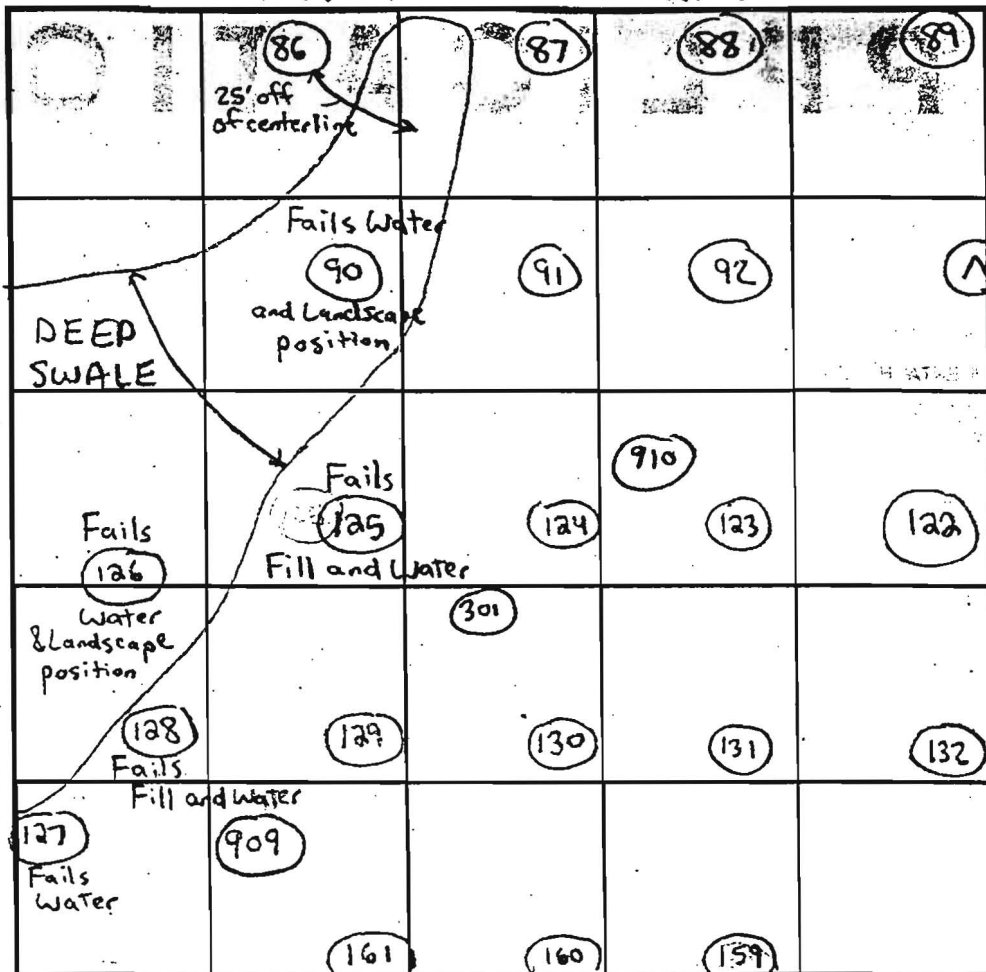 86
87
88
89
25' off
of centerline
Fails Water
90
91
92
and Landscape
position
DEEP
SWALE
910
Fails
125
124
123
122
Fill and Water
Fails
126
Water
& Landscape
position
301
128
129
130
131
132
Fails
Fill and Water
127
909
Fails
Water
161
160
159